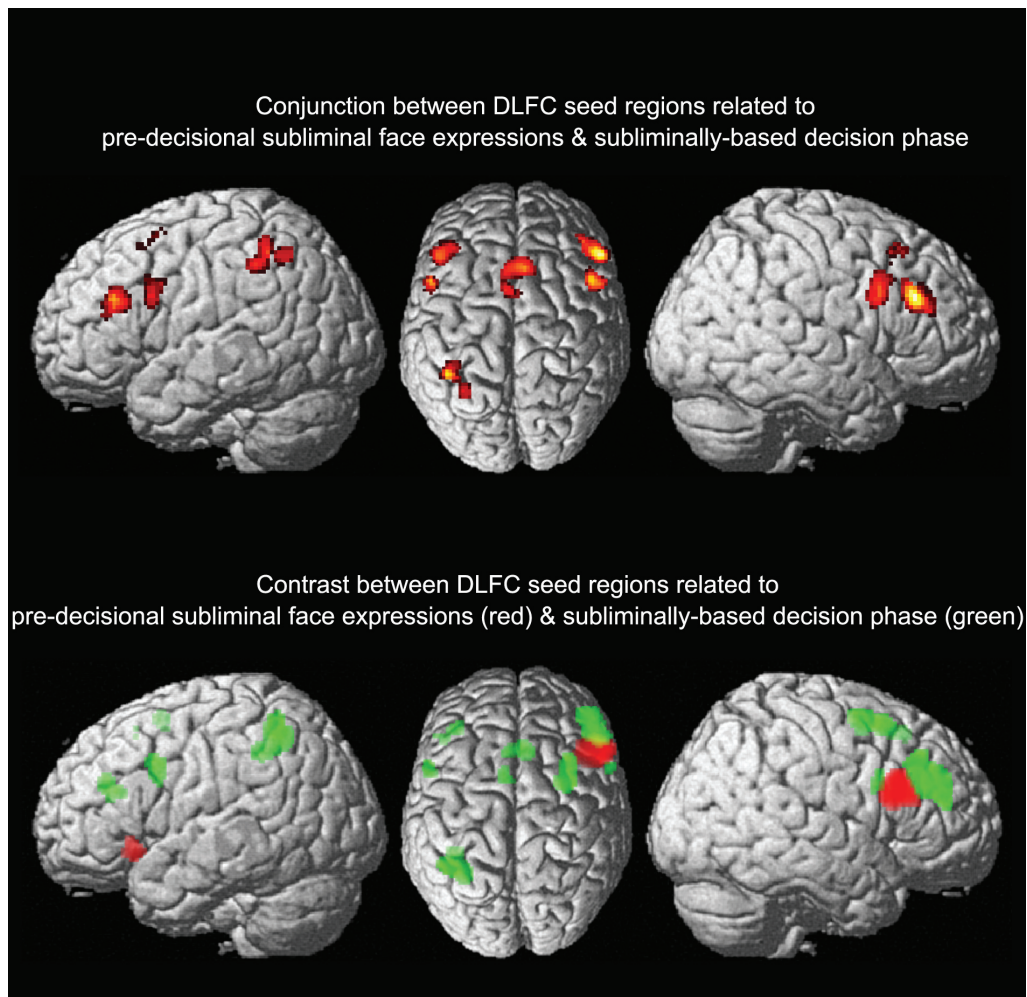 Conjunction between DLFC seed regions related to
pre-decisional subliminal face expressions & subliminally-based decision phase
Contrast between DLFC seed regions related to
pre-decisional subliminal face expressions (red) & subliminally-based decision phase (green)